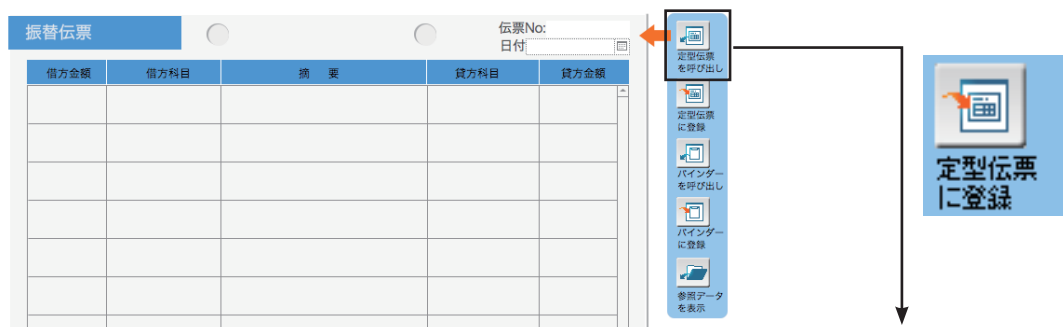 振替伝票
伝票No:
日付
借方金額 借方科目 摘 要 貸方科目 貸方金額
定型伝票
を呼び出し
定型伝票
に登録
バインダー
を呼び出し
バインダー
に登録
参照データ
を表示
定型伝票
に登録